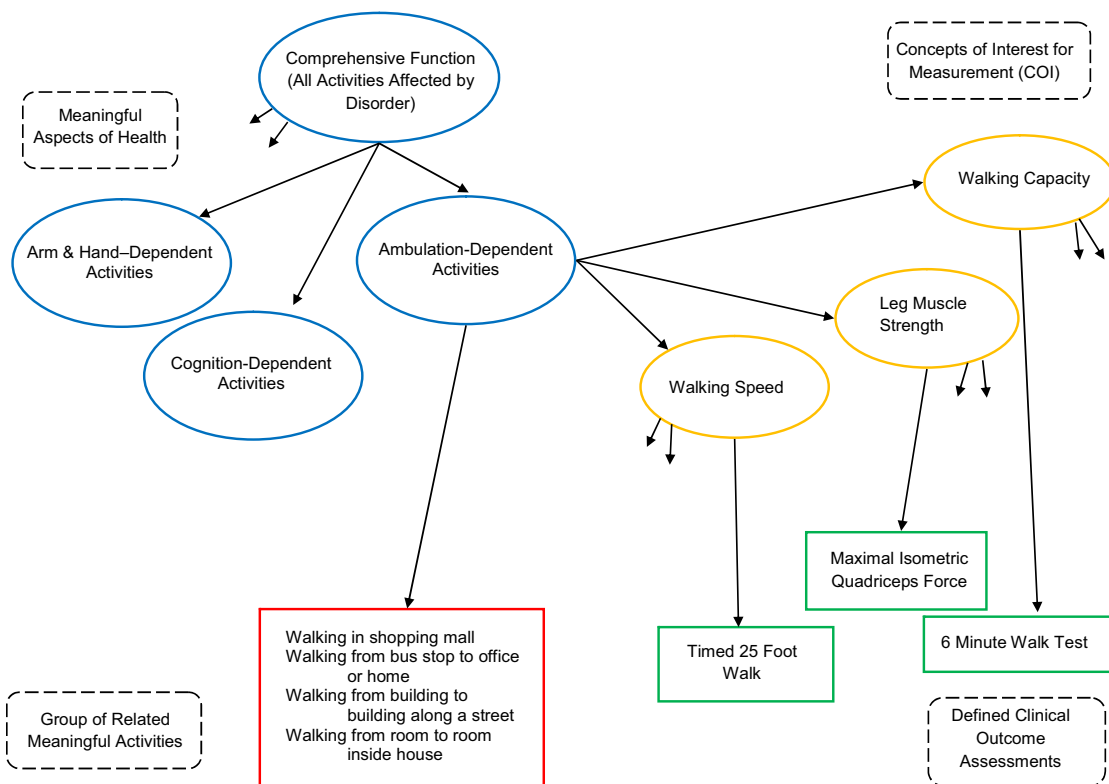 Comprehensive Function
(All Activities Affected by
Disorder)
Concepts of Interest for
Measurement (COI)
Meaningful
Aspects of Health
Walking Capacity
Arm & Hand–Dependent
Activities
Ambulation-Dependent
Activities
Leg Muscle
Strength
Cognition-Dependent
Activities
Walking Speed
Maximal Isometric
Quadriceps Force
Walking in shopping mall
Walking from bus stop to office
or home
Walking from building to
building along a street
Walking from room to room
inside house
Timed 25 Foot
Walk
6 Minute Walk Test
Group of Related
Meaningful Activities
Defined Clinical
Outcome
Assessments